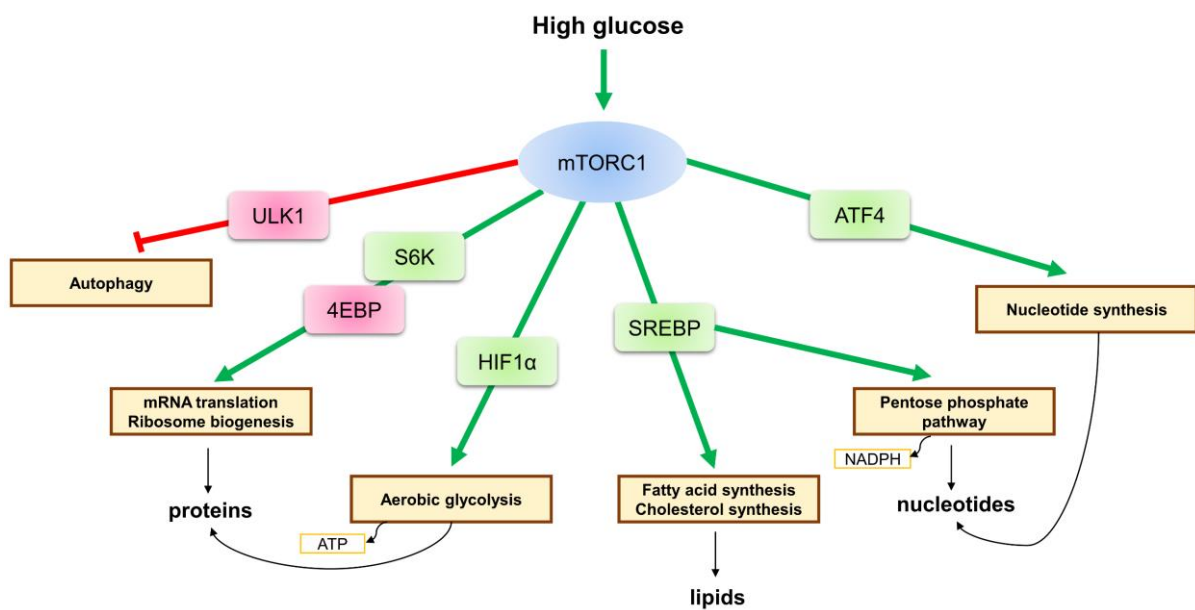 High glucose
mTORC1
ULK1
ATF4
S6K
4EBP
Autophagy
SREBP
HIF1α
Nucleotide synthesis
mRNA translation
Ribosome biogenesis
Pentose phosphate
pathway
NADPH
Aerobic glycolysis
Fatty acid synthesis
Cholesterol synthesis
proteins
nucleotides
ATP
lipids